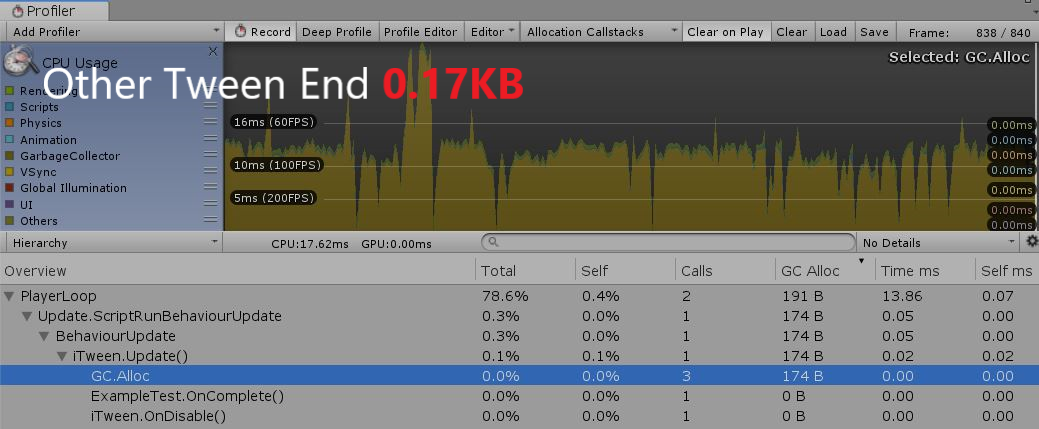 Profiler
Add Profiler Record Deep Profile Profile Editor Editor Allocation Callstacks Clear on Play Clear Load Save Frame: 838 / 840
CPU Usage X Selected: GC.Alloc
Other Tween End 0.17KB
Rendering
Scripts
Physics
Animation
GarbageCollector
VSync
Global Illumination
UI
Others
16ms (60FPS)
10ms (100FPS)
5ms (200FPS)
0.00ms
0.00ms
0.00ms
0.00ms
0.00ms
0.00ms
0.00ms
Hierarchy CPU:17.62ms GPU:0.00ms No Details
Overview Total Self Calls GC Alloc Time ms Self ms
PlayerLoop 78.6% 0.4% 2 191 B 13.86 0.07
Update.ScriptRunBehaviourUpdate 0.3% 0.0% 1 174 B 0.05 0.00
BehaviourUpdate 0.3% 0.0% 1 174 B 0.05 0.00
iTween.Update() 0.1% 0.1% 1 174 B 0.02 0.02
GC.Alloc 0.0% 0.0% 3 174 B 0.00 0.00
ExampleTest.OnComplete() 0.0% 0.0% 1 0 B 0.00 0.00
iTween.OnDisable() 0.0% 0.0% 1 0 B 0.00 0.00